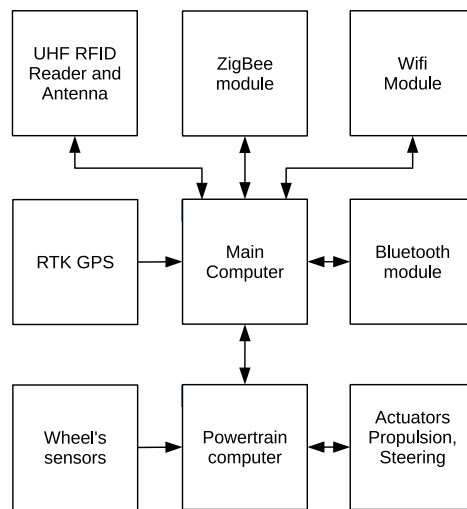 UHF RFID
Reader and
Antenna
ZigBee
module
Wifi
Module
RTK GPS
Main
Computer
Bluetooth
module
Wheel's
sensors
Powertrain
computer
Actuators
Propulsion,
Steering